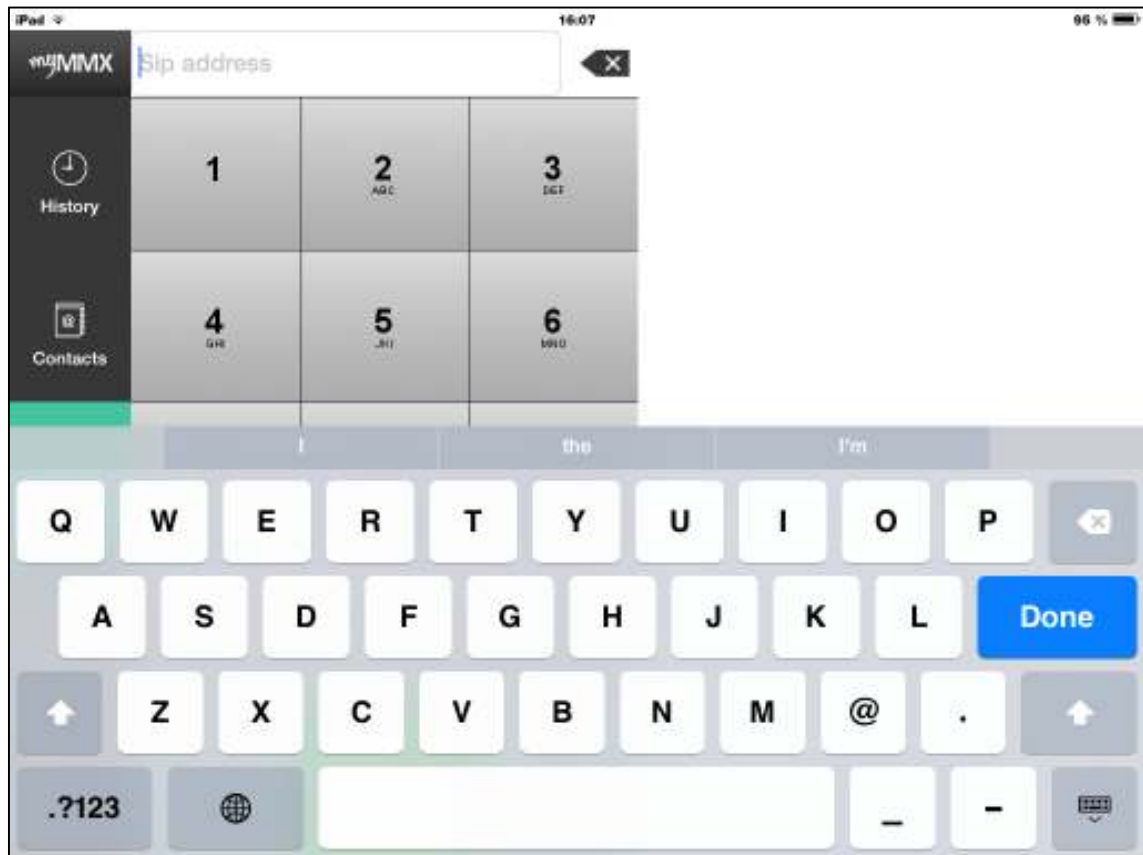 iPad 16:07 96 %
myMMX Sip address
1 2 3
ABC DEF
History
4 5 6
GHI JKL MNO
Contacts
I the I'm
Q W E R T Y U I O P
A S D F G H J K L Done
Z X C V B N M @ .
.?123 _ -